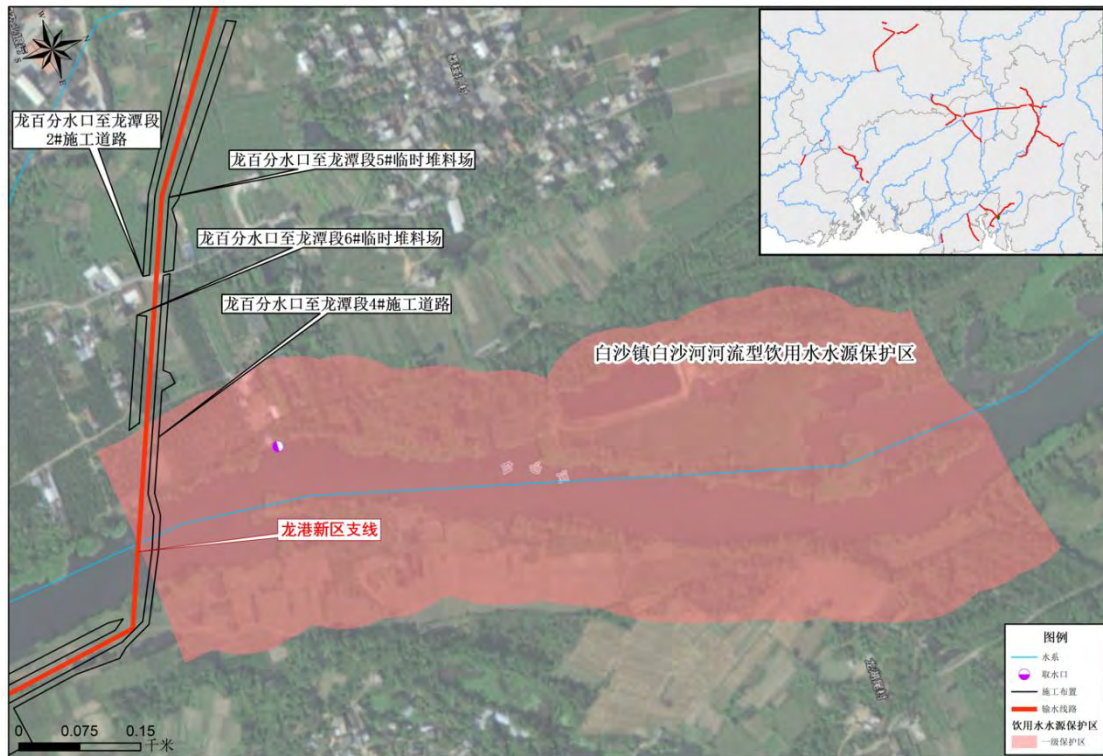 龙百分水口至龙潭段
2#施工道路
龙百分水口至龙潭段5#临时堆料场
龙百分水口至龙潭段6#临时堆料场
龙百分水口至龙潭段4#施工道路
白沙镇白沙河河流型饮用水水源保护区
龙港新区支线
图例
水系
取水口
施工布置
输水线路
饮用水水源保护区
一级保护区
0 0.075 0.15
千米